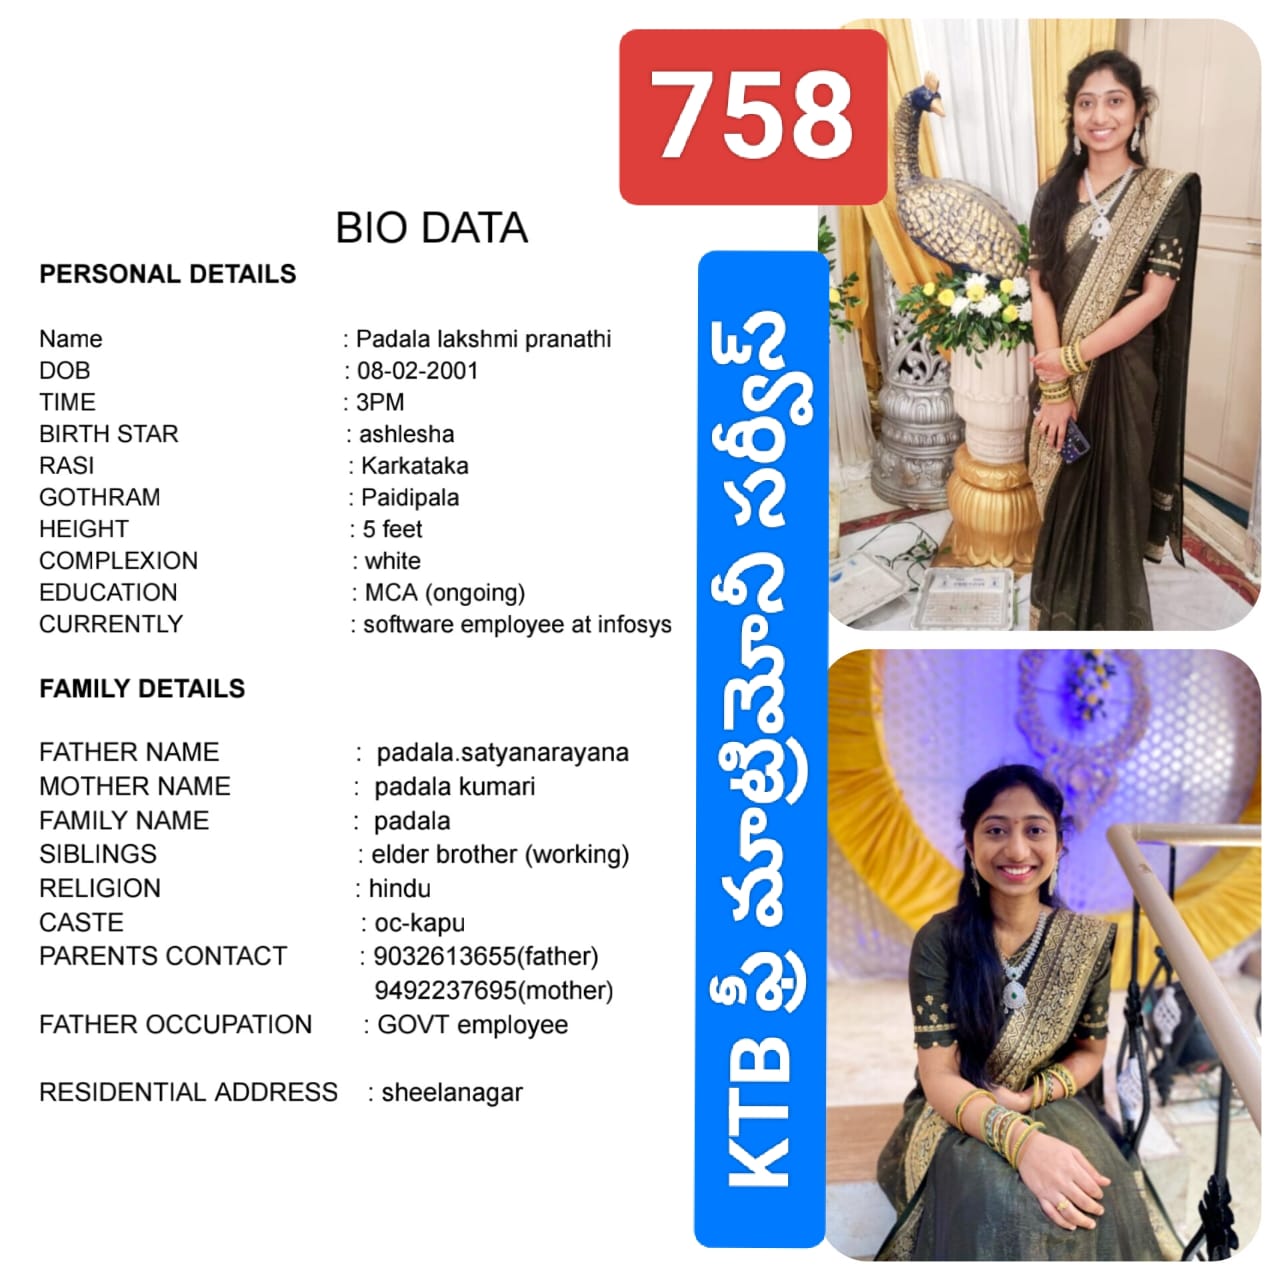 758
BIO DATA
PERSONAL DETAILS
Name : Padala lakshmi pranathi
DOB : 08-02-2001
TIME : 3PM
BIRTH STAR : ashlesha
RASI : Karkataka
GOTHRAM : Paidipala
HEIGHT : 5 feet
COMPLEXION : white
EDUCATION : MCA (ongoing)
CURRENTLY : software employee at infosys
FAMILY DETAILS
FATHER NAME : padala.satyanarayana
MOTHER NAME : padala kumari
FAMILY NAME : padala
SIBLINGS : elder brother (working)
RELIGION : hindu
CASTE : oc-kapu
PARENTS CONTACT : 9032613655(father)
9492237695(mother)
FATHER OCCUPATION : GOVT employee
RESIDENTIAL ADDRESS : sheelanagar
KTB ఫ్రీ మాట్రిమోనీ సర్వీస్